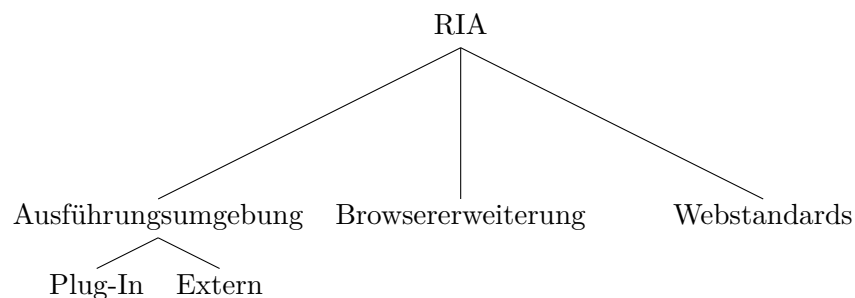 RIA
Ausführungsumgebung Browsererweiterung Webstandards
Plug-In Extern